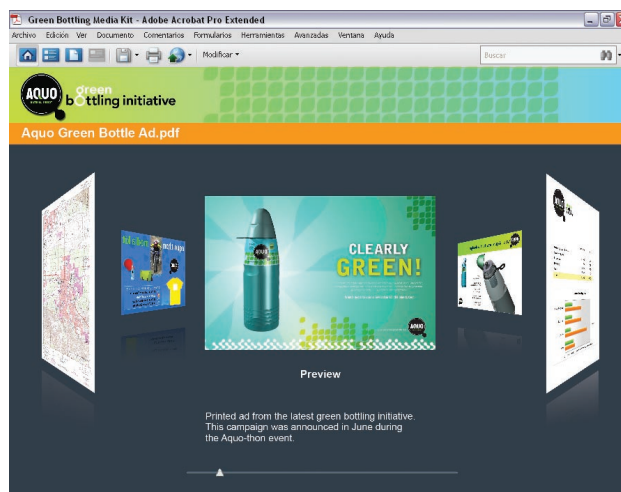 Green Bottling Media Kit - Adobe Acrobat Pro Extended
Archivo Edición Ver Documento Comentarios Formularios Herramientas Avanzadas Ventana Ayuda
Modificar
Buscar
AQUO
green
bottling initiative
Aquo Green Bottle Ad.pdf
AQUO
CLEARLY
GREEN!
AQUO
Preview
Printed ad from the latest green bottling initiative.
This campaign was announced in June during
the Aquo-thon event.